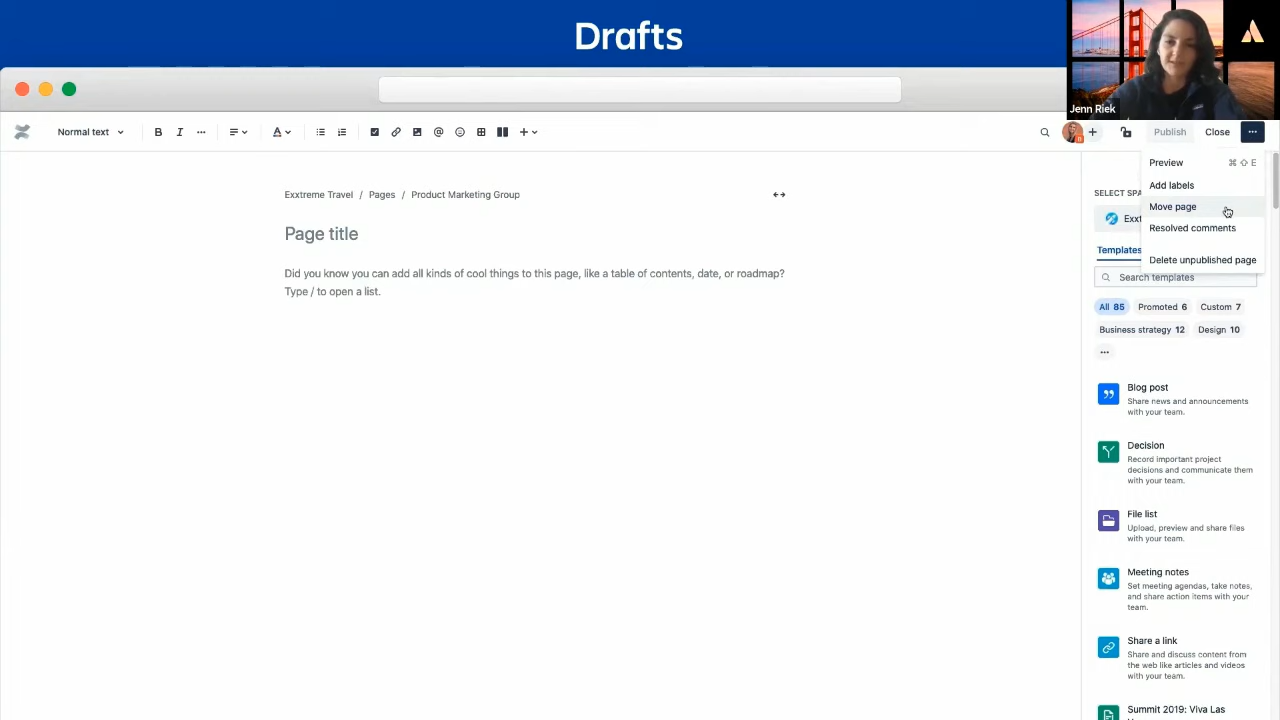 Drafts
Jenn Riek
Normal text
Publish
Close
Preview ⌘ ⇧ E
Add labels
Move page
Resolved comments
Delete unpublished page
Exxtreme Travel / Pages / Product Marketing Group
Page title
Did you know you can add all kinds of cool things to this page, like a table of contents, date, or roadmap?
Type / to open a list.
SELECT SPA
Exxt
Templates
Search templates
All 85 Promoted 6 Custom 7
Business strategy 12 Design 10
Blog post
Share news and announcements
with your team.
Decision
Record important project
decisions and communicate them
with your team.
File list
Upload, preview and share files
with your team.
Meeting notes
Set meeting agendas, take notes,
and share action items with your
team.
Share a link
Share and discuss content from
the web like articles and videos
with your team.
Summit 2019: Viva Las